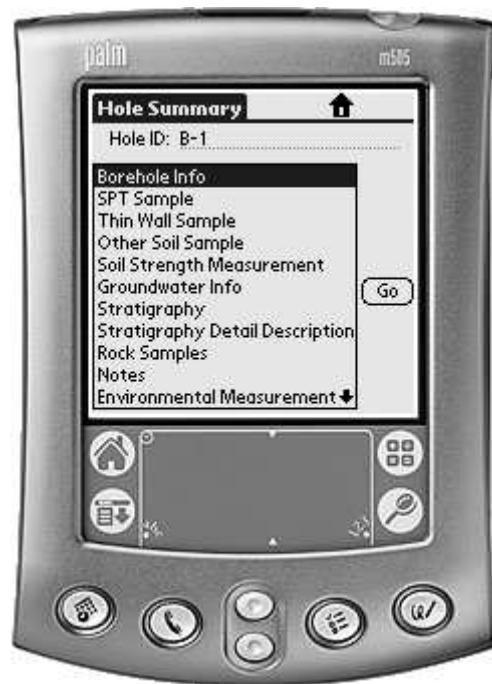 palm
m505
Hole Summary
Hole ID: B-1
Borehole Info
SPT Sample
Thin Wall Sample
Other Soil Sample
Soil Strength Measurement
Groundwater Info
Go
Stratigraphy
Stratigraphy Detail Description
Rock Samples
Notes
Environmental Measurement